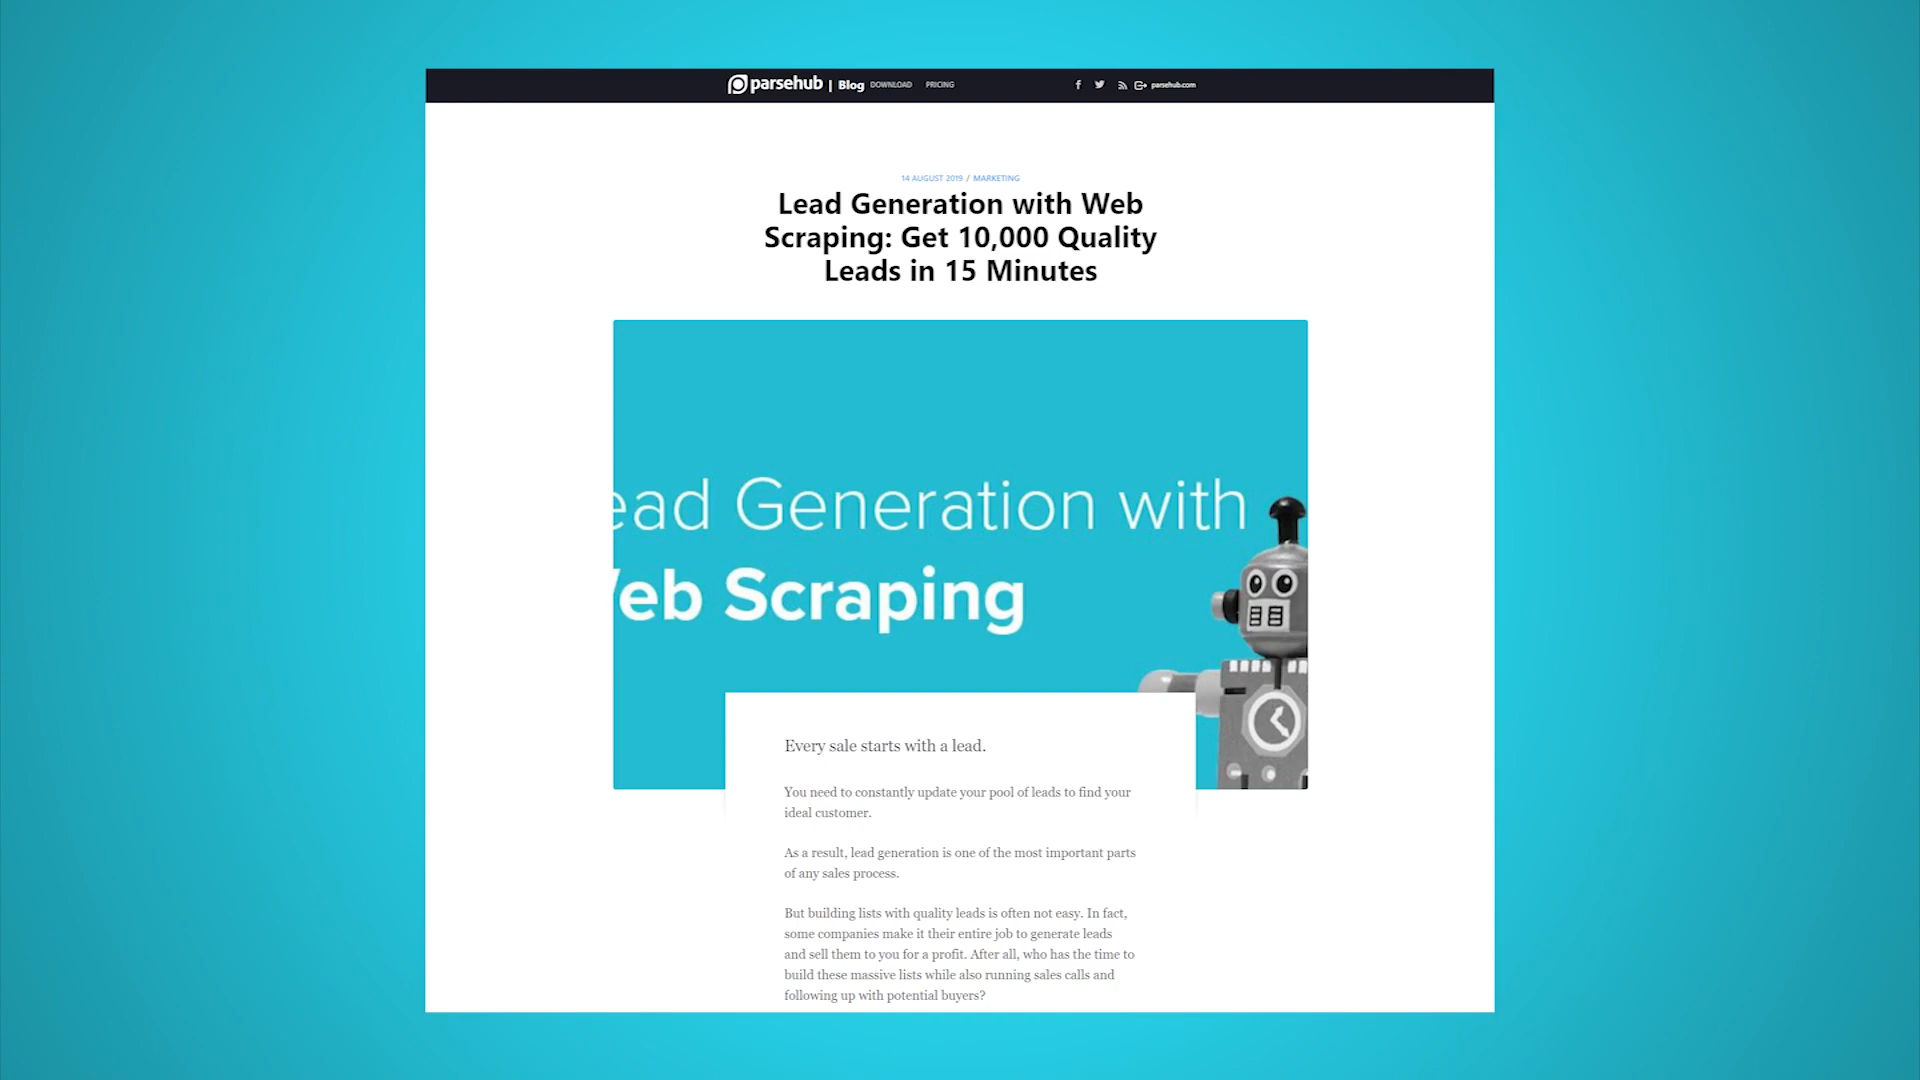 parsehub | Blog DOWNLOAD PRICING parsehub.com
14 AUGUST 2019 / MARKETING
Lead Generation with Web
Scraping: Get 10,000 Quality
Leads in 15 Minutes
ead Generation with
eb Scraping
Every sale starts with a lead.
You need to constantly update your pool of leads to find your
ideal customer.
As a result, lead generation is one of the most important parts
of any sales process.
But building lists with quality leads is often not easy. In fact,
some companies make it their entire job to generate leads
and sell them to you for a profit. After all, who has the time to
build these massive lists while also running sales calls and
following up with potential buyers?